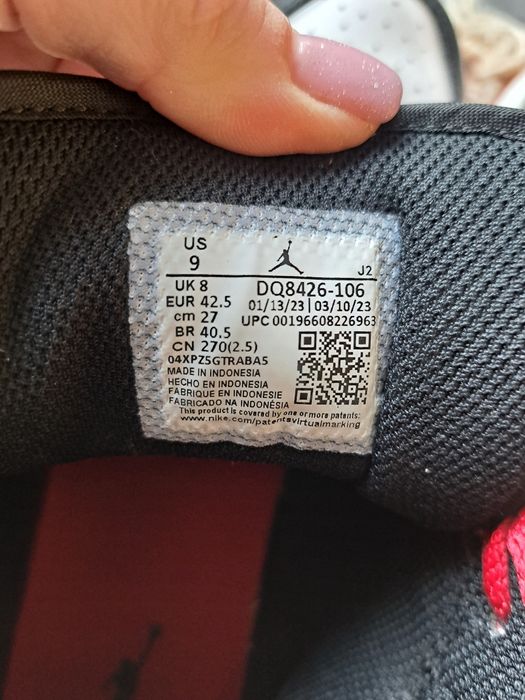 US
9
J2
UK 8
DQ8426-106
EUR 42.5
01/13/23 | 03/10/23
cm 27
UPC 00196608226963
BR 40.5
CN 270(2.5)
04XPZ5GTRABA5
MADE IN INDONESIA
HECHO EN INDONESIA
FABRIQUE EN INDONESIE
FABRICADO NA INDONÉSIA
This product is covered by one or more patents:
www.nike.com/patentsvirtualmarking